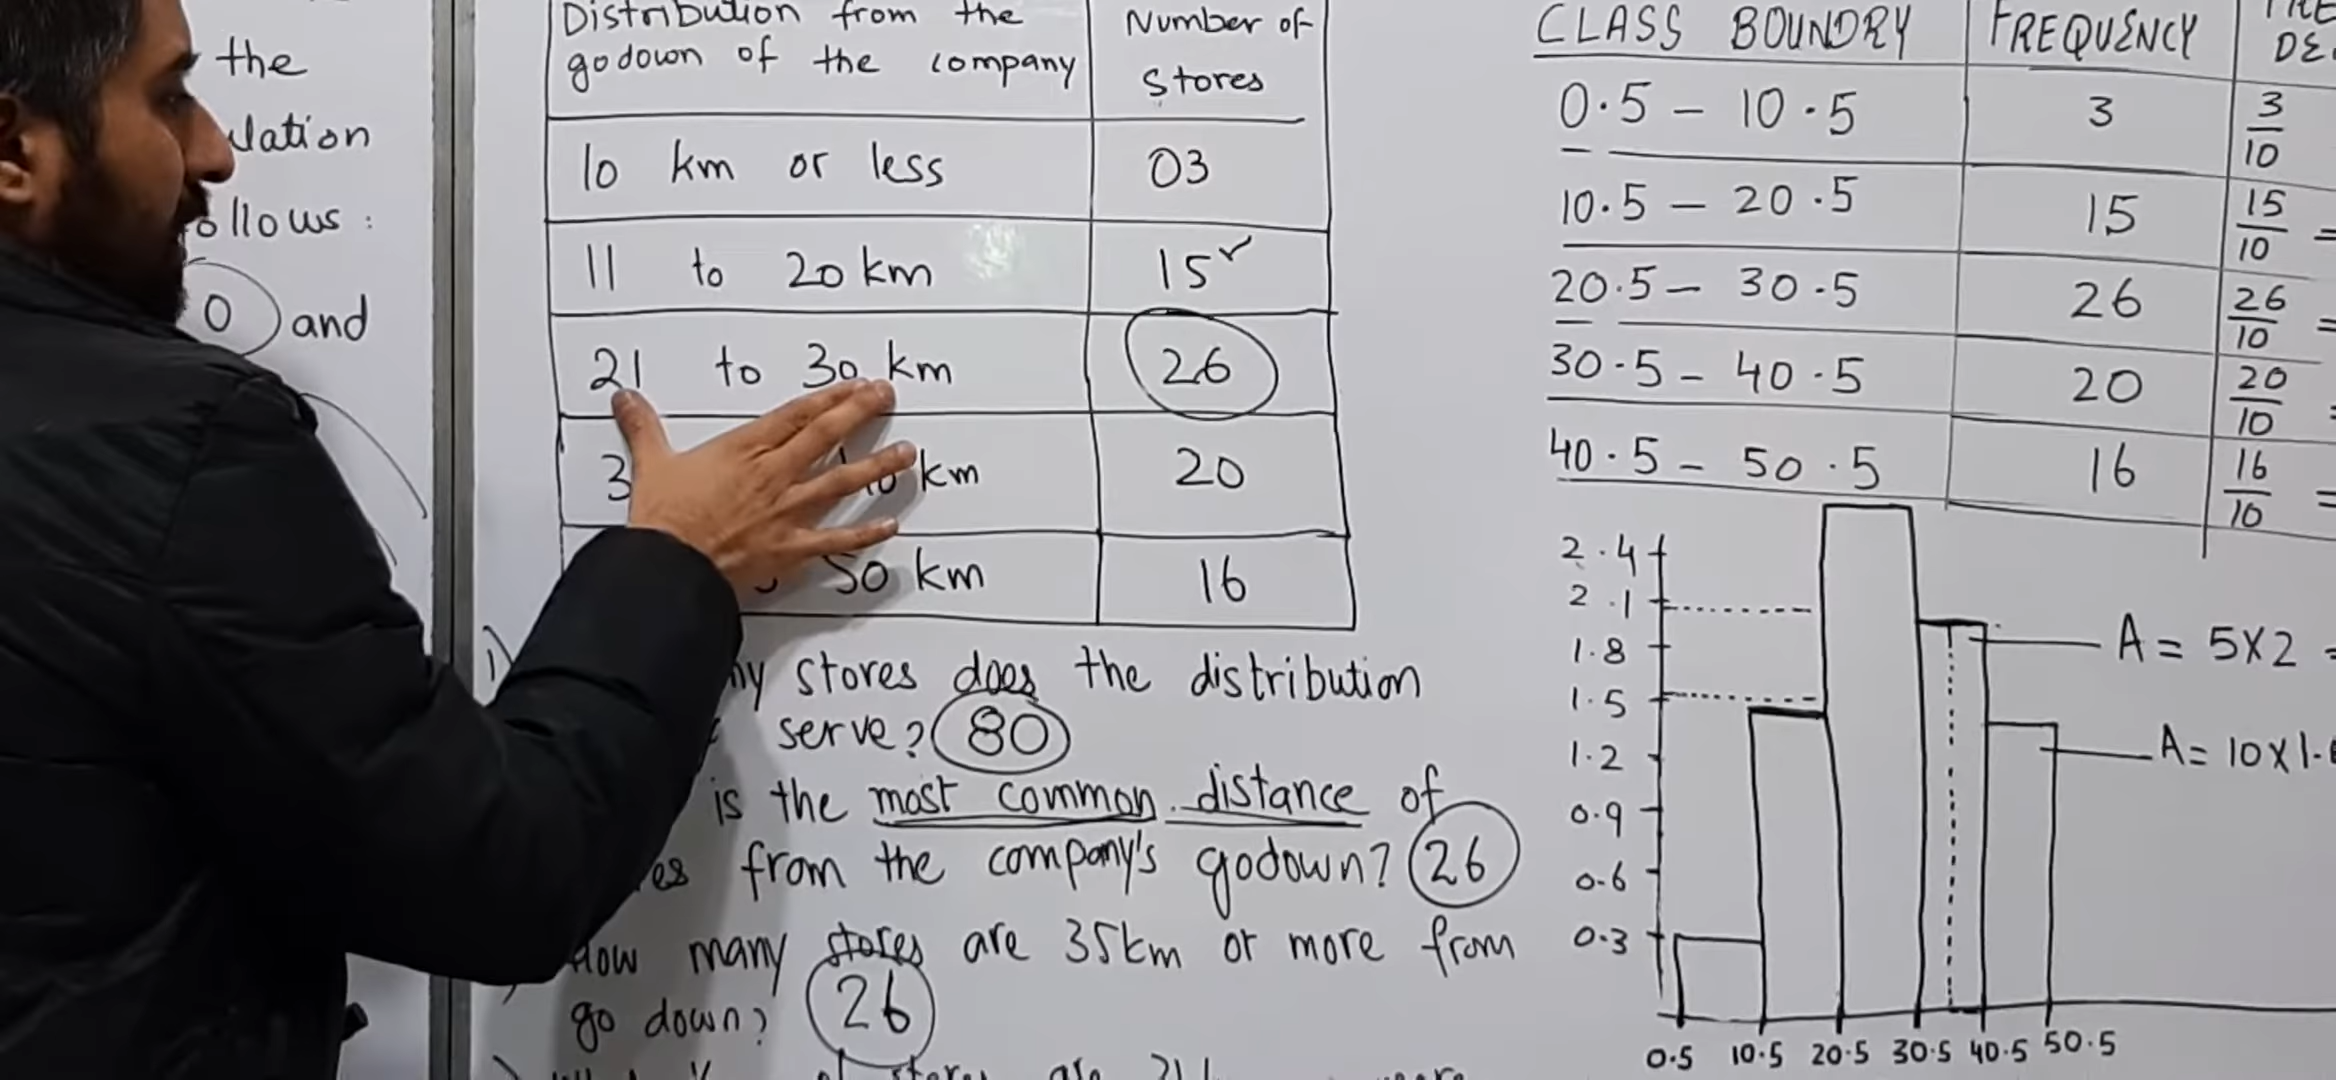 the
ulation
ollows :
0 and
Distribution from the
godown of the company
Number of
Stores
10 km or less
03
11 to 20 km
15
21 to 30 km
26
3 km
20
50 km
16
1)
ny stores does the distribution
serve? 80
is the most common distance of
es from the company's godown? 26
How many stores are 35km or more from
go down? 26
CLASS BOUNDRY
FREQUENCY
DE
0.5 - 10.5
3
3/10
10.5 - 20.5
15
15/10 =
20.5 - 30.5
26
26/10 =
30.5 - 40.5
20
20/10 =
40.5 - 50.5
16
16/10 =
2.4
2.1
1.8
1.5
1.2
0.9
0.6
0.3
A = 5X2 =
A = 10X1.
0.5 10.5 20.5 30.5 40.5 50.5